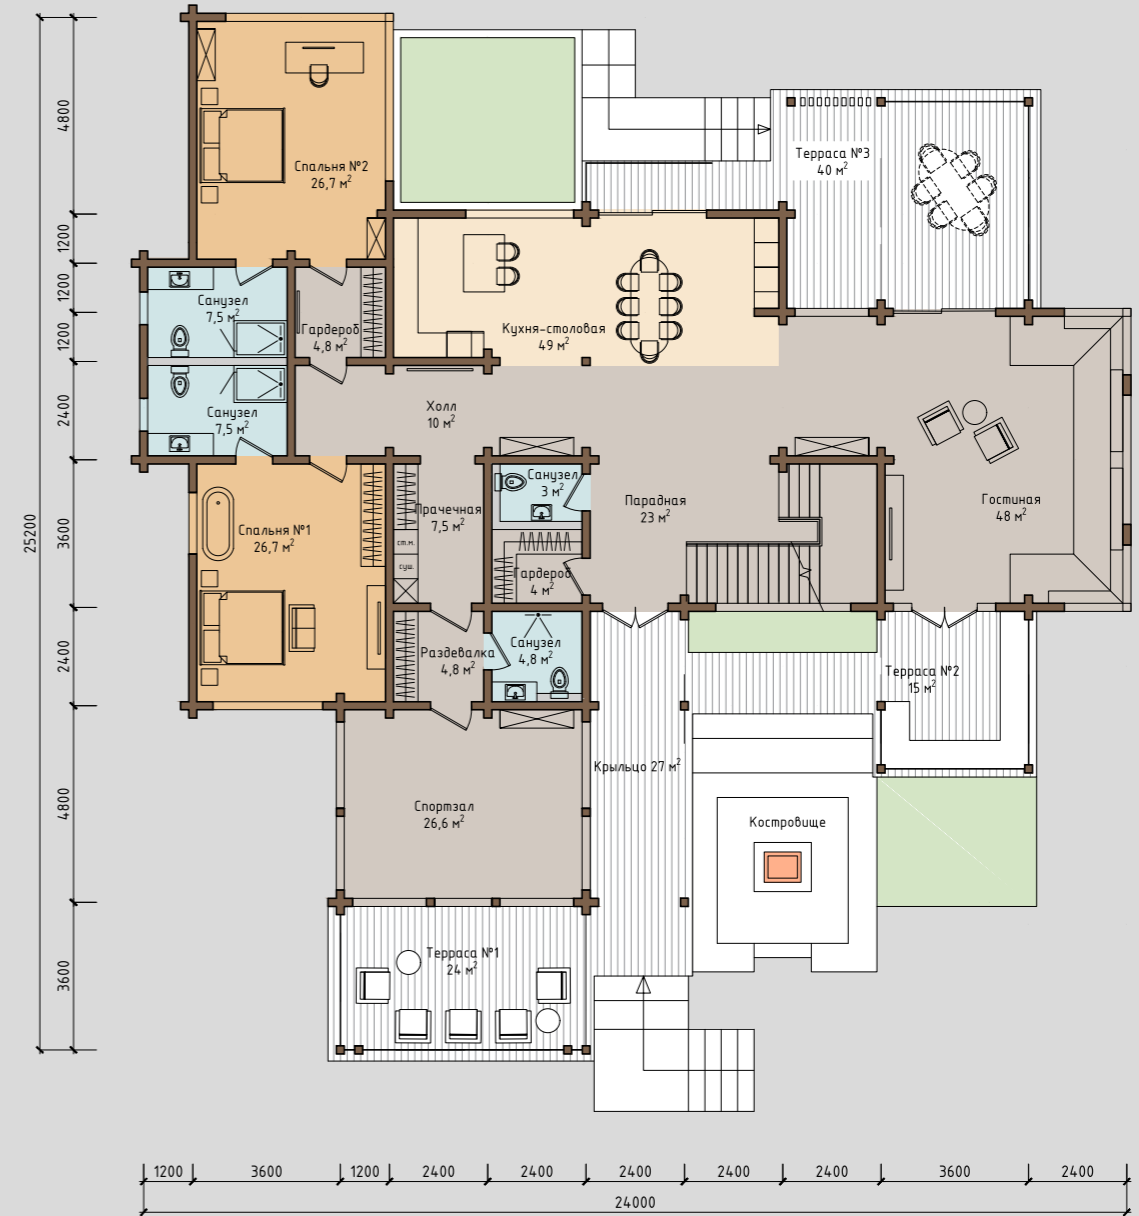 4800
1200
1200
1200
2400
3600
2400
4800
3600
25200
Спальня №2
26,7 м²
Терраса №3
40 м²
Санузел
7,5 м²
Гардероб
4,8 м²
Кухня-столовая
49 м²
Санузел
7,5 м²
Холл
10 м²
Санузел
3 м²
Прачечная
7,5 м²
Парадная
23 м²
Гостиная
48 м²
Спальня №1
26,7 м²
ст.м.
суш.
Гардероб
4 м²
Раздевалка
4,8 м²
Санузел
4,8 м²
Терраса №2
15 м²
Крыльцо 27 м²
Спортзал
26,6 м²
Костровище
Терраса №1
24 м²
1200 3600 1200 2400 2400 2400 2400 2400 3600 2400
24000